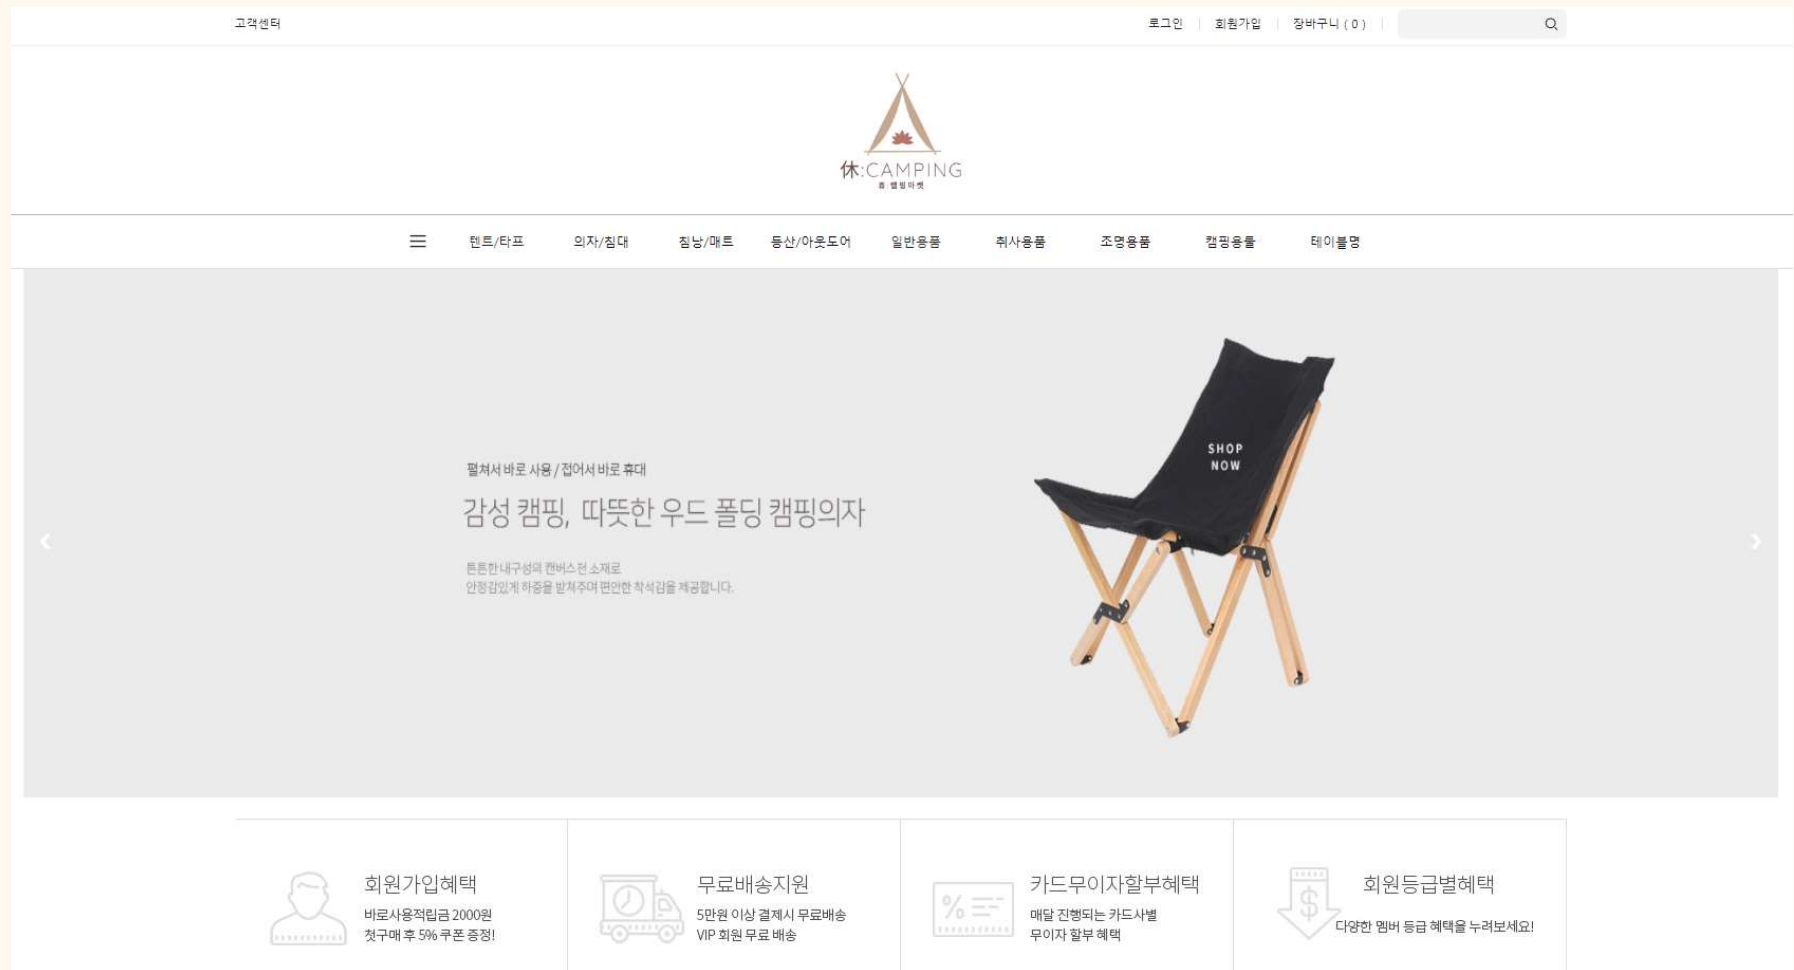 고객센터
로그인
회원가입
장바구니 ( 0 )
休:CAMPING
휴:캠핑마켓
텐트/타프
의자/침대
침낭/매트
등산/아웃도어
일반용품
취사용품
조명용품
캠핑용룰
테이블명
펼쳐서 바로 사용 / 접어서 바로 휴대
감성 캠핑, 따뜻한 우드 폴딩 캠핑의자
튼튼한 내구성의 캔버스천 소재로
안정감있게 하중을 받쳐주며 편안한 착석감을 제공합니다.
SHOP
NOW
회원가입혜택
바로사용적립금 2000원
첫구매 후 5% 쿠폰 증정!
무료배송지원
5만원 이상 결제시 무료배송
VIP 회원 무료 배송
카드무이자할부혜택
매달 진행되는 카드사별
무이자 할부 혜택
회원등급별혜택
다양한 멤버 등급 혜택을 누려보세요!